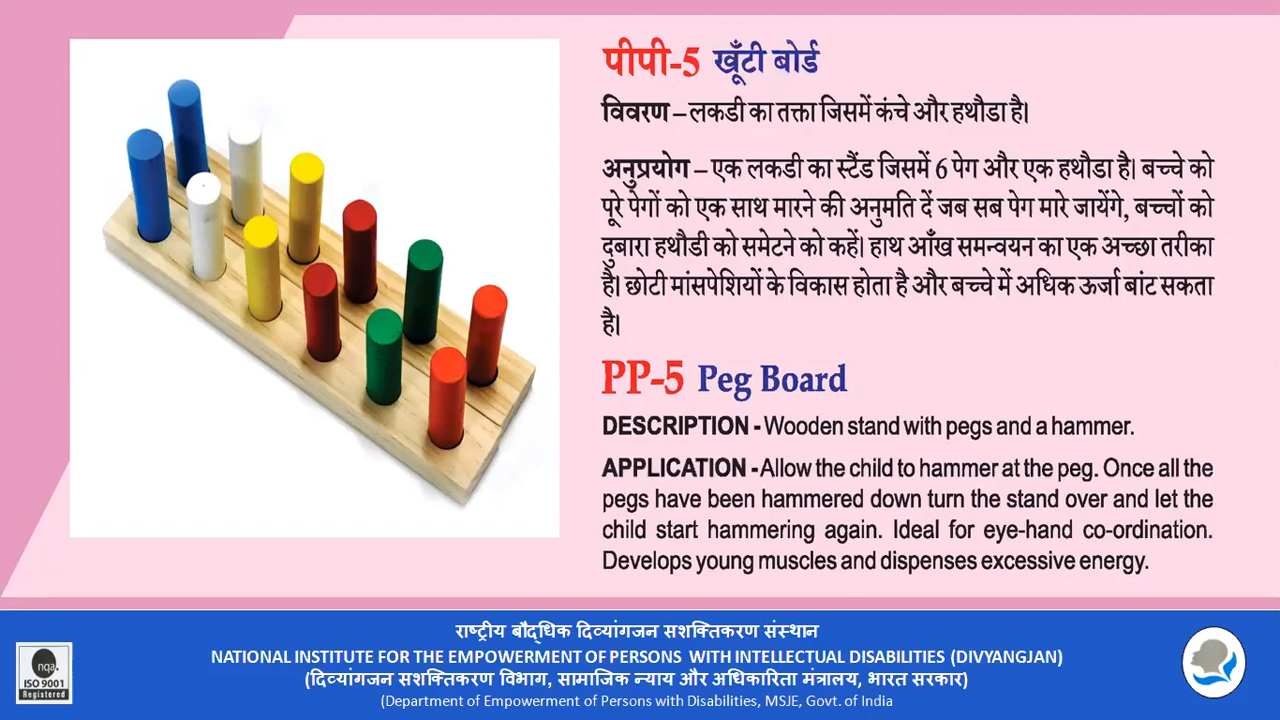 पीपी-5 खूँटी बोर्ड
विवरण – लकडी का तक्ता जिसमें कंचे और हथौडा है।
अनुप्रयोग – एक लकडी का स्टैंड जिसमें 6 पेग और एक हथौडा है। बच्चे को
पूरे पेगों को एक साथ मारने की अनुमति दें जब सब पेग मारे जायेंगे, बच्चों को
दुबारा हथौडी को समेटने को कहें। हाथ आँख समन्वयन का एक अच्छा तरीका
है। छोटी मांसपेशियों के विकास होता है और बच्चे में अधिक ऊर्जा बांट सकता
है।
PP-5 Peg Board
DESCRIPTION - Wooden stand with pegs and a hammer.
APPLICATION - Allow the child to hammer at the peg. Once all the
pegs have been hammered down turn the stand over and let the
child start hammering again. Ideal for eye-hand co-ordination.
Develops young muscles and dispenses excessive energy.
राष्ट्रीय बौद्धिक दिव्यांगजन सशक्तिकरण संस्थान
NATIONAL INSTITUTE FOR THE EMPOWERMENT OF PERSONS WITH INTELLECTUAL DISABILITIES (DIVYANGJAN)
(दिव्यांगजन सशक्तिकरण विभाग, सामाजिक न्याय और अधिकारिता मंत्रालय, भारत सरकार)
(Department of Empowerment of Persons with Disabilities, MSJE, Govt. of India
nqa.
ISO 9001
Registered